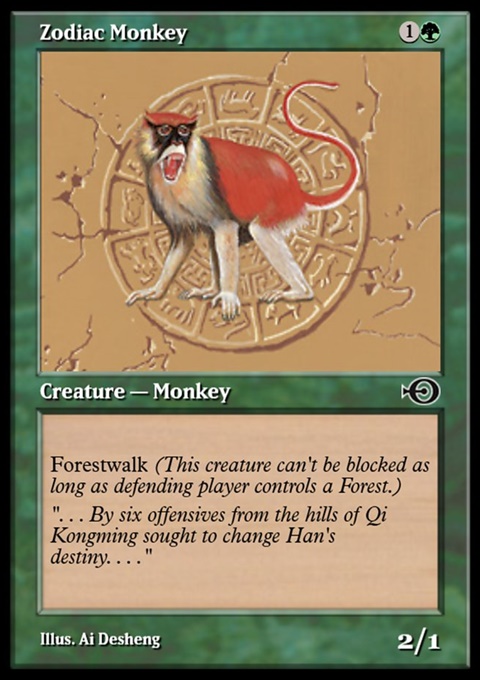 Zodiac Monkey 1
Creature — Monkey
Forestwalk (This creature can't be blocked as
long as defending player controls a Forest.)
". . . By six offensives from the hills of Qi
Kongming sought to change Han's
destiny. . . ."
Illus. Ai Desheng
2/1